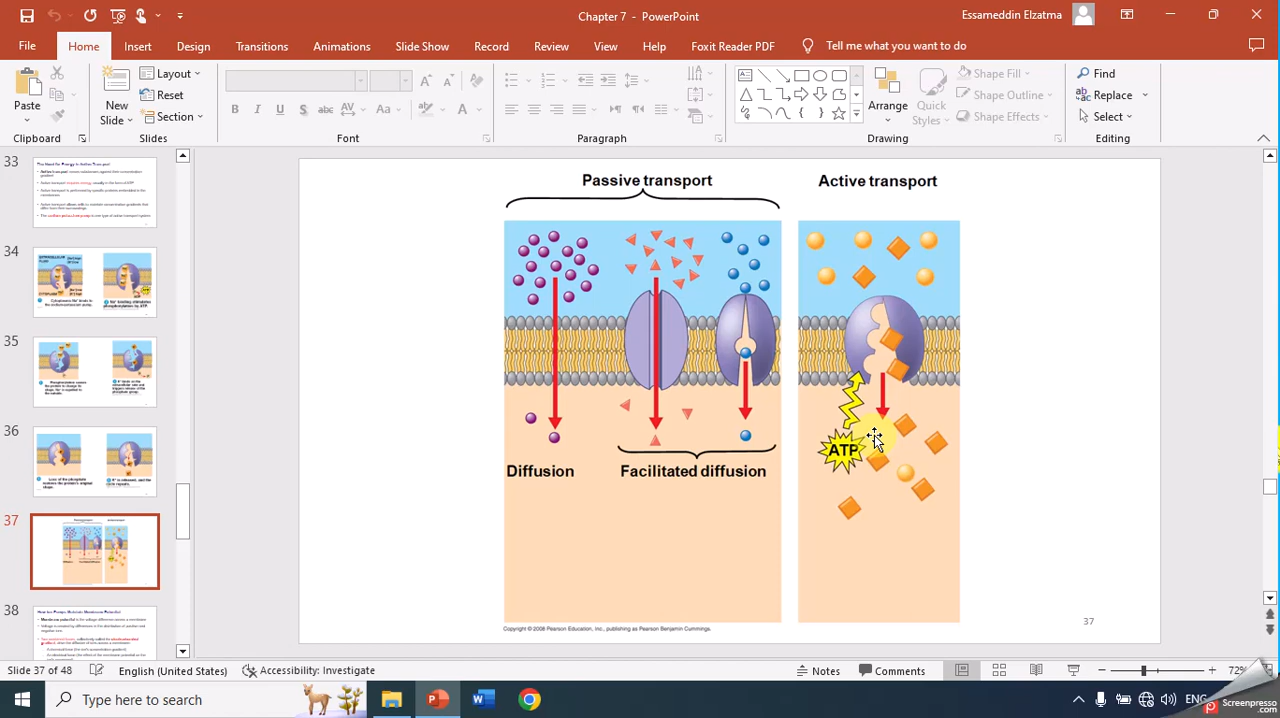 Chapter 7 - PowerPoint
Essameddin Elzatma
File Home Insert Design Transitions Animations Slide Show Record Review View Help Foxit Reader PDF Tell me what you want to do
Paste
New Slide
Layout
Reset
Section
B I U S abc AV Aa A
Arrange
Quick Styles
Shape Fill
Shape Outline
Shape Effects
Find
Replace
Select
Clipboard Slides Font Paragraph Drawing Editing
33
34
35
36
37
38
Passive transport
Active transport
ATP
Diffusion
Facilitated diffusion
Copyright © 2008 Pearson Education, Inc., publishing as Pearson Benjamin Cummings.
37
Slide 37 of 48 English (United States) Accessibility: Investigate Notes Comments 72%
Type here to search
ENG
Screenpresso
.com